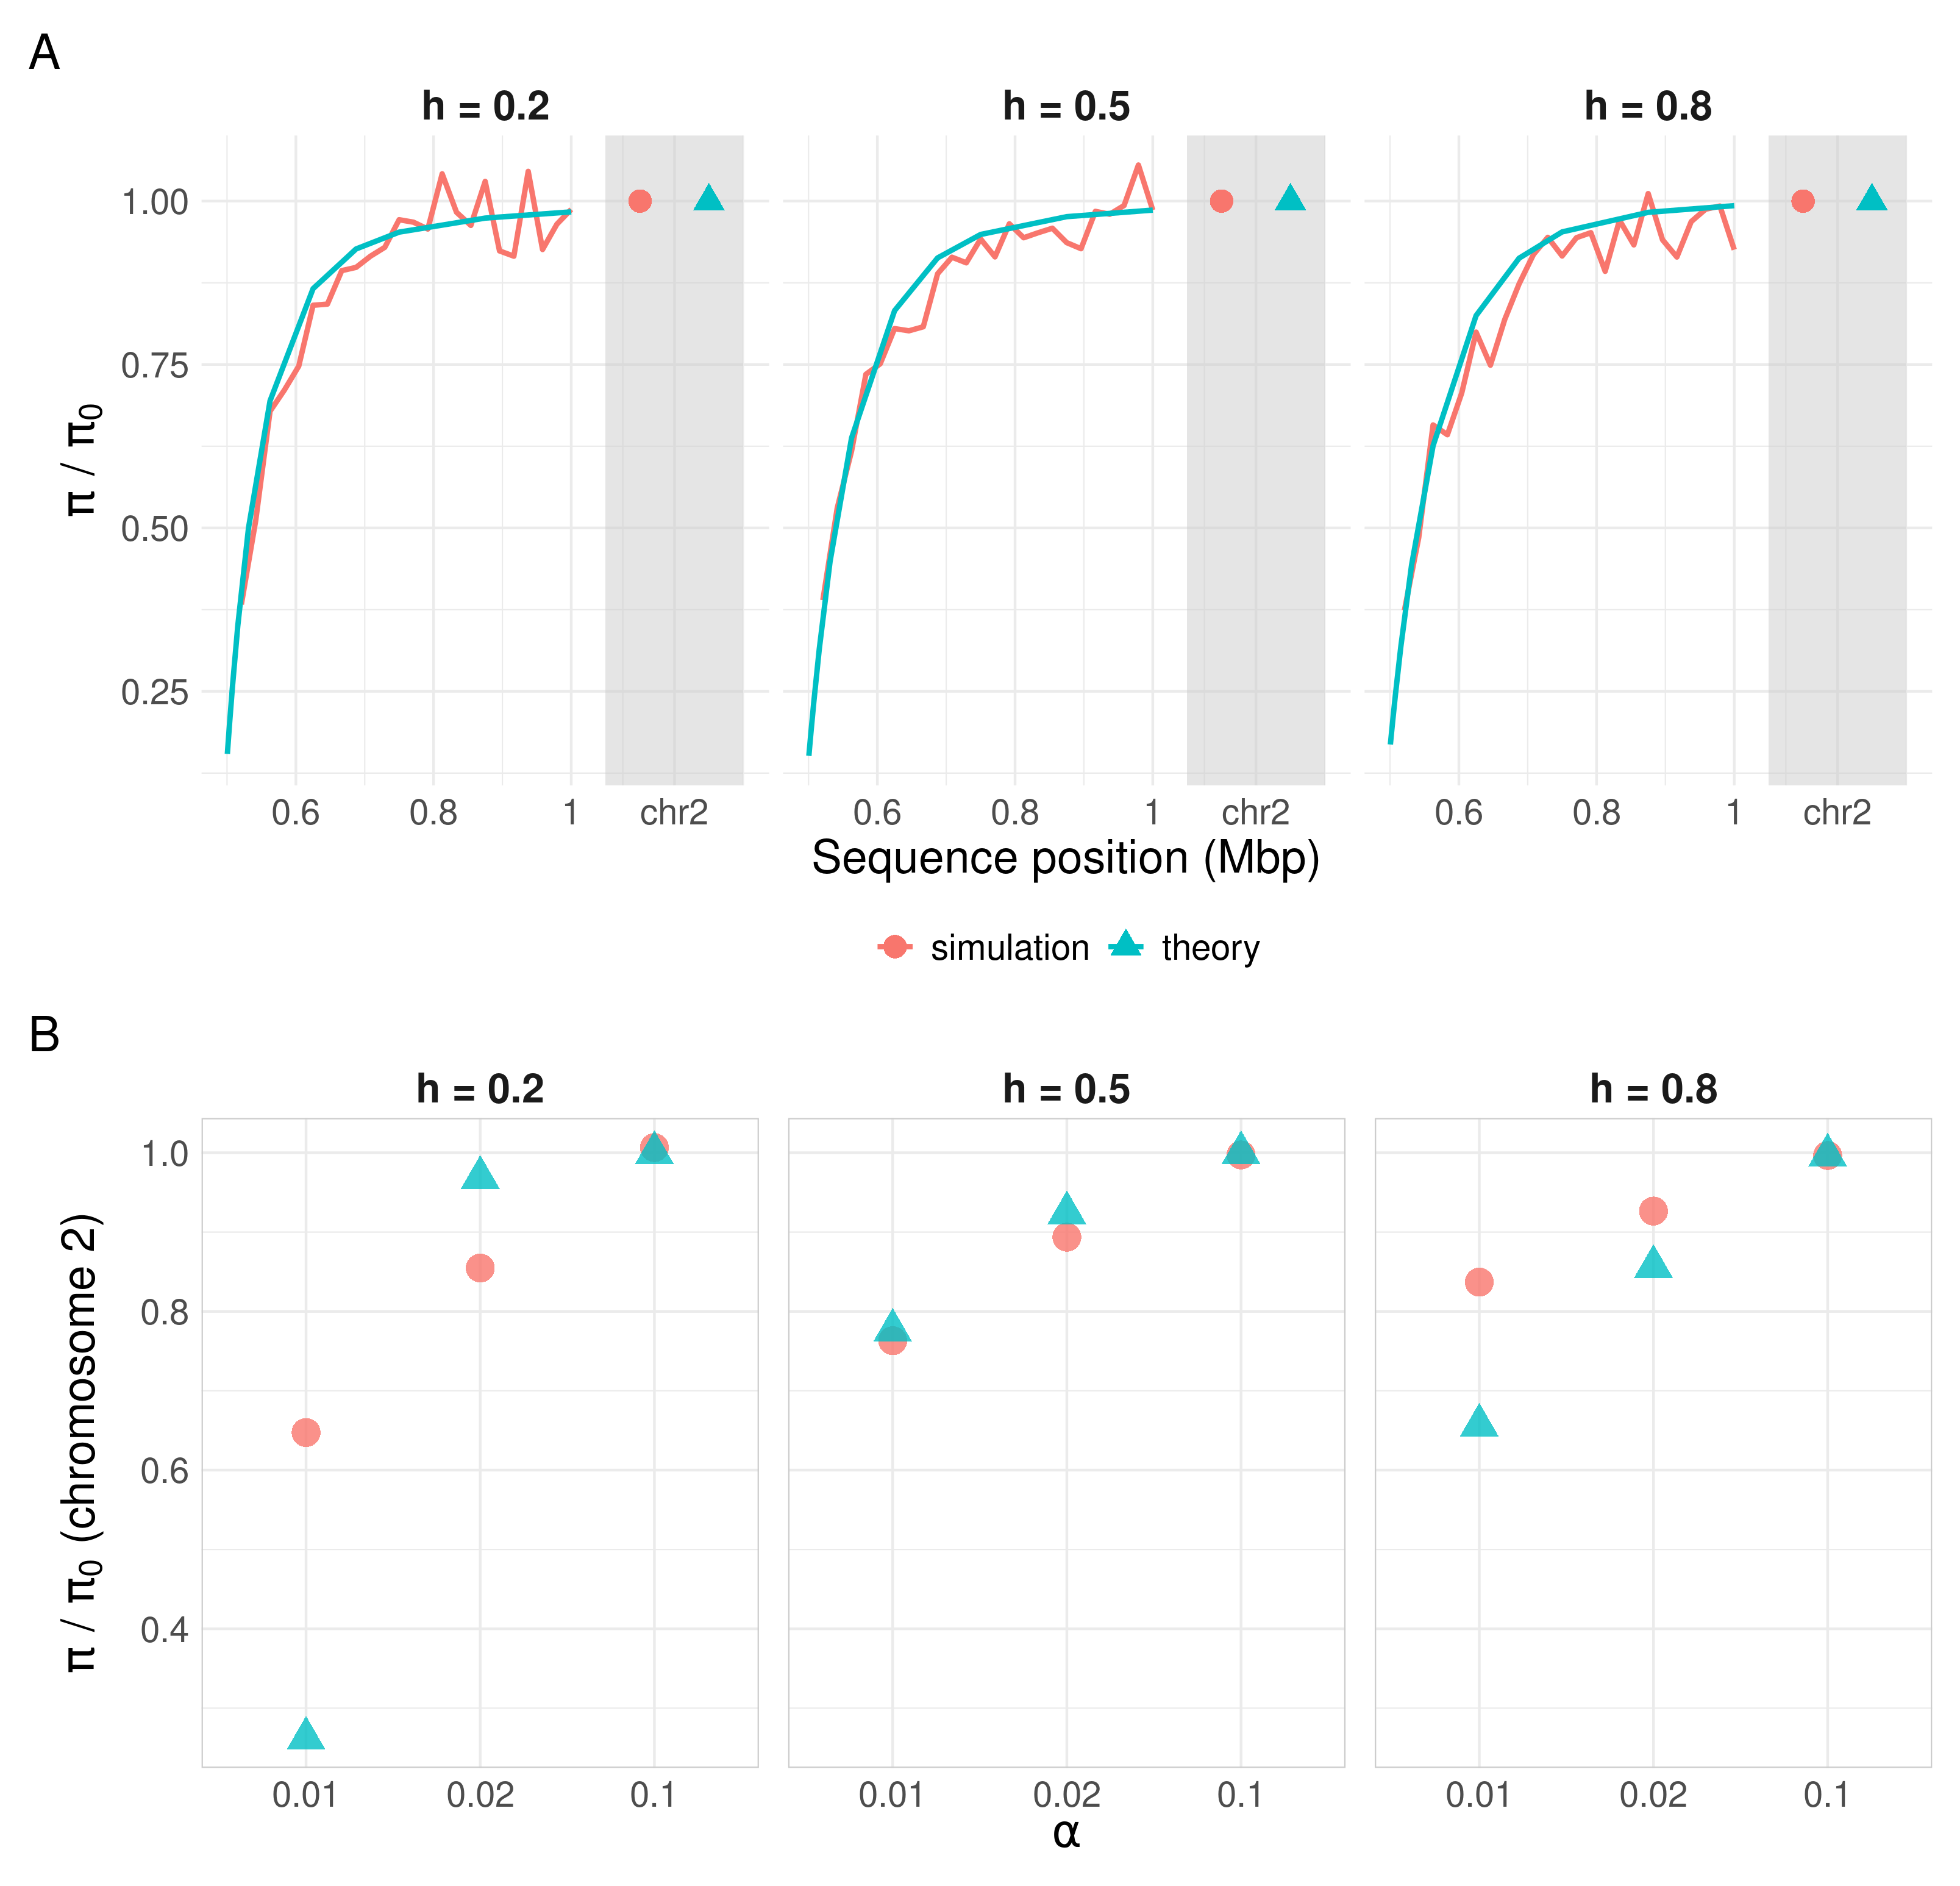 A
h = 0.2 h = 0.5 h = 0.8
1.00
0.75
0.50
0.25
π / π0
0.6 0.8 1 chr2 0.6 0.8 1 chr2 0.6 0.8 1 chr2
Sequence position (Mbp)
simulation theory
B
h = 0.2 h = 0.5 h = 0.8
1.0
0.8
0.6
0.4
π / π0 (chromosome 2)
0.01 0.02 0.1 0.01 0.02 0.1 0.01 0.02 0.1
α